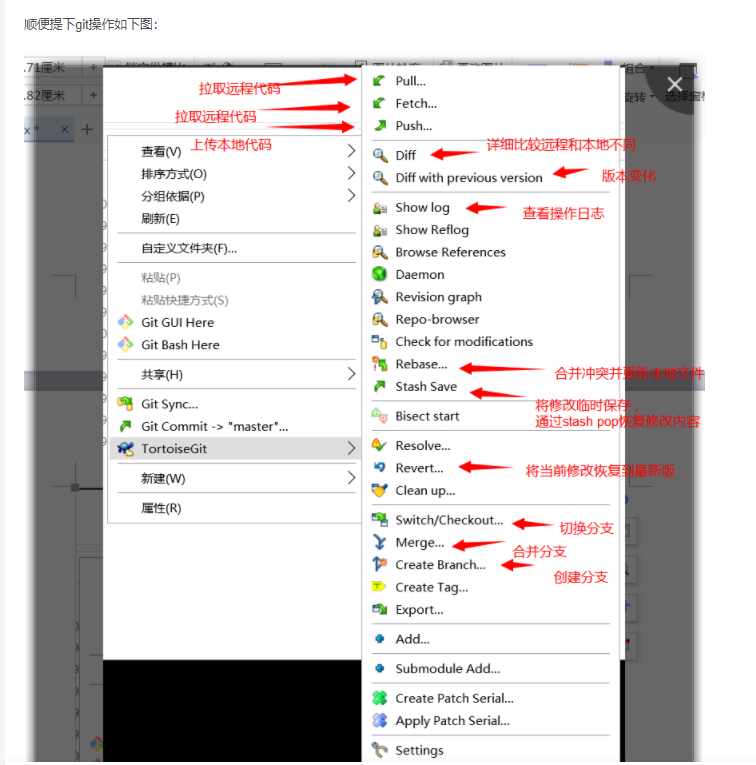 顺便提下git操作如下图:
.71厘米
+
组合
.82厘米
+
旋转
选择窗格
拉取远程代码
拉取远程代码
上传本地代码
查看(V)
排序方式(O)
分组依据(P)
刷新(E)
自定义文件夹(F)...
粘贴(P)
粘贴快捷方式(S)
Git GUI Here
Git Bash Here
共享(H)
Git Sync...
Git Commit -> "master"...
TortoiseGit
新建(W)
属性(R)
Pull...
Fetch...
Push...
Diff
详细比较远程和本地不同
Diff with previous version
版本变化
Show log
查看操作日志
Show Reflog
Browse References
Daemon
Revision graph
Repo-browser
Check for modifications
Rebase...
合并冲突并更新本地文件
Stash Save
将修改临时保存，
通过stash pop恢复修改内容
Bisect start
Resolve...
Revert...
将当前修改恢复到最新版
Clean up...
Switch/Checkout...
切换分支
Merge...
合并分支
Create Branch...
创建分支
Create Tag...
Export...
Add...
Submodule Add...
Create Patch Serial...
Apply Patch Serial...
Settings